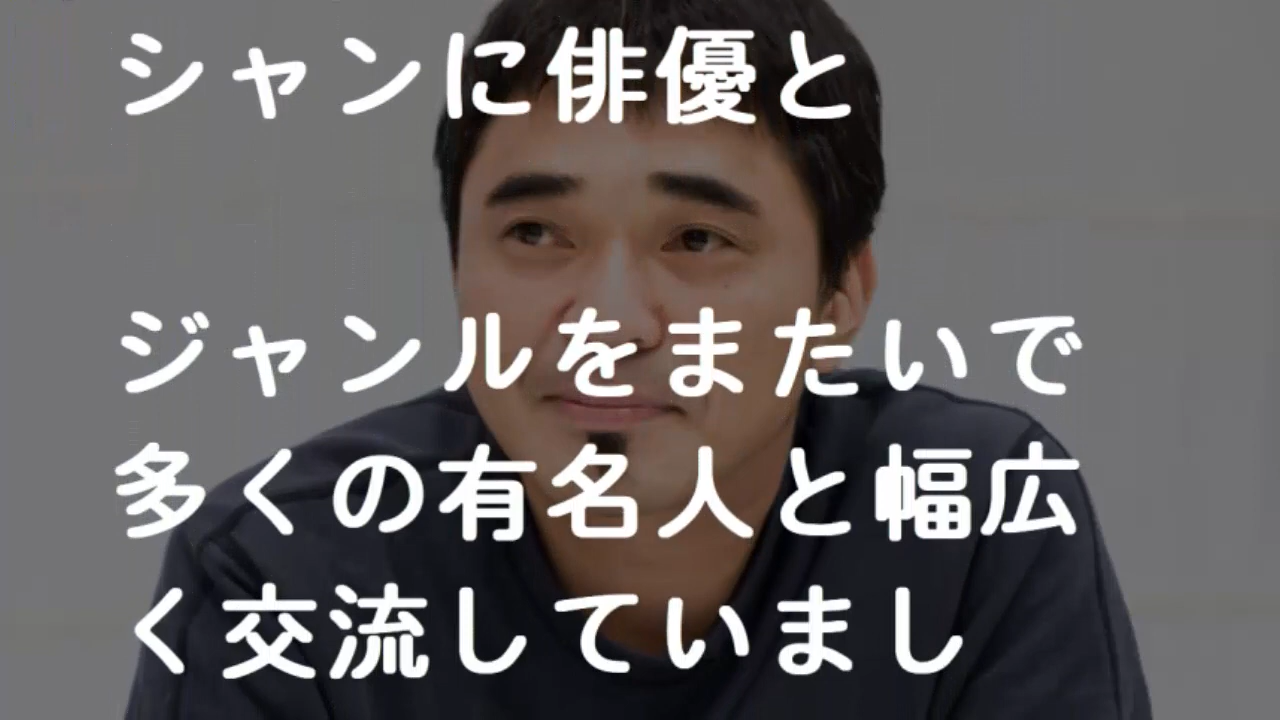 シャンに俳優と
ジャンルをまたいで
多くの有名人と幅広
く交流していまし